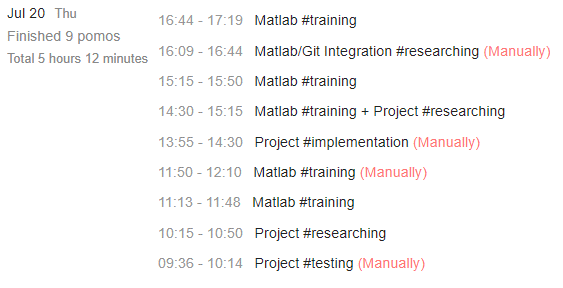 Jul 20 Thu
Finished 9 pomos
Total 5 hours 12 minutes
16:44 - 17:19 Matlab #training
16:09 - 16:44 Matlab/Git Integration #researching (Manually)
15:15 - 15:50 Matlab #training
14:30 - 15:15 Matlab #training + Project #researching
13:55 - 14:30 Project #implementation (Manually)
11:50 - 12:10 Matlab #training (Manually)
11:13 - 11:48 Matlab #training
10:15 - 10:50 Project #researching
09:36 - 10:14 Project #testing (Manually)